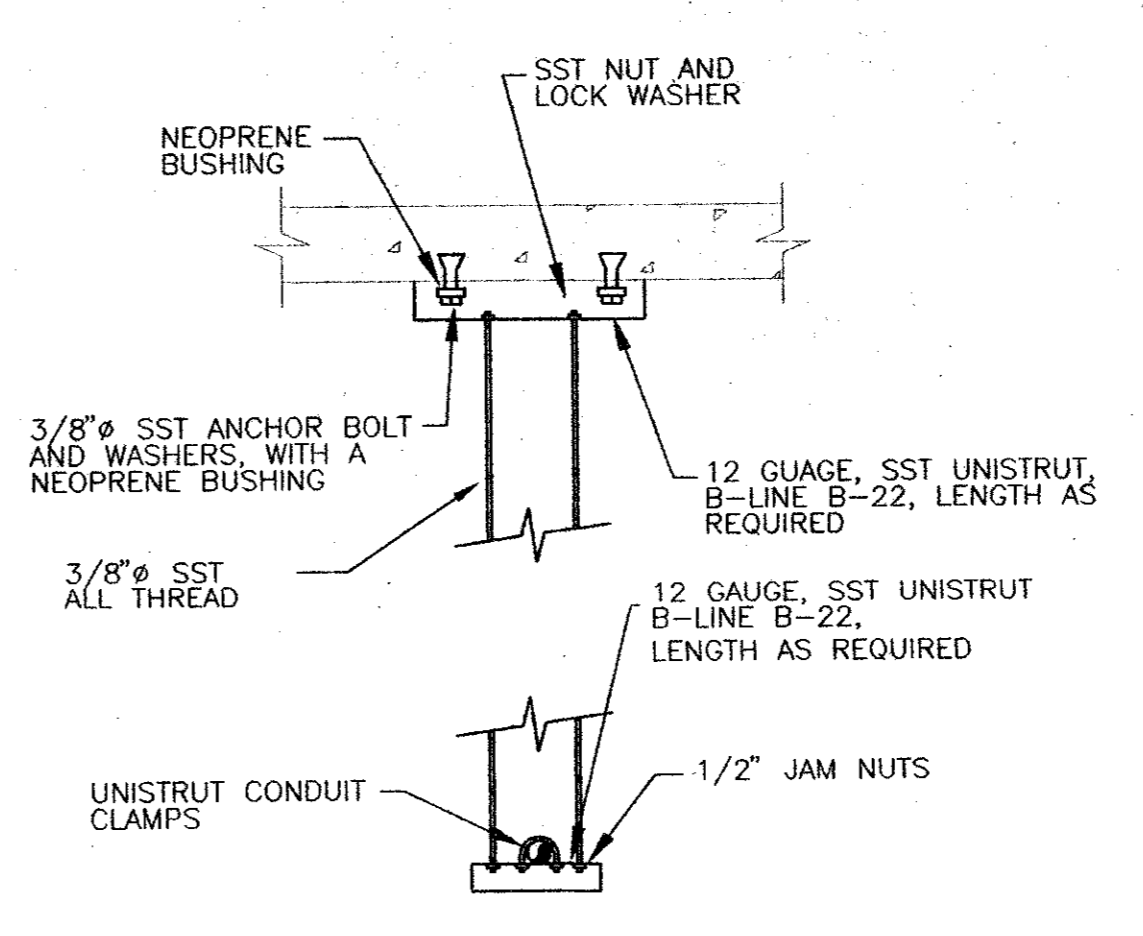 SST NUT AND
LOCK WASHER
NEOPRENE
BUSHING
3/8"ø SST ANCHOR BOLT
AND WASHERS, WITH A
NEOPRENE BUSHING
12 GUAGE, SST UNISTRUT,
B-LINE B-22, LENGTH AS
REQUIRED
3/8"ø SST
ALL THREAD
12 GAUGE, SST UNISTRUT
B-LINE B-22,
LENGTH AS REQUIRED
1/2" JAM NUTS
UNISTRUT CONDUIT
CLAMPS